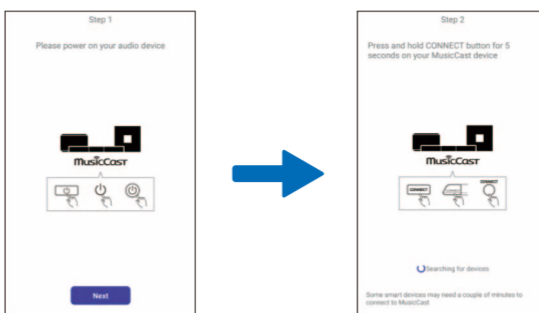 Step 1
Please power on your audio device
MusicCast
Next
Step 2
Press and hold CONNECT button for 5
seconds on your MusicCast device
MusicCast
CONNECT
CONNECT
Searching for devices
Some smart devices may need a couple of minutes to
connect to MusicCast